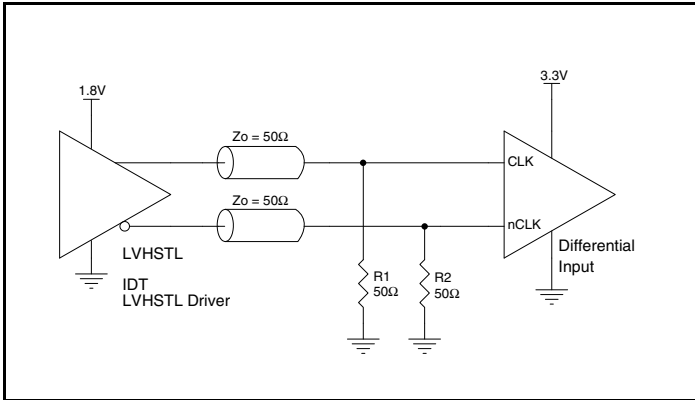 1.8V
3.3V
Zo = 50Ω
CLK
Zo = 50Ω
nCLK
LVHSTL
IDT
LVHSTL Driver
R1
50Ω
R2
50Ω
Differential
Input